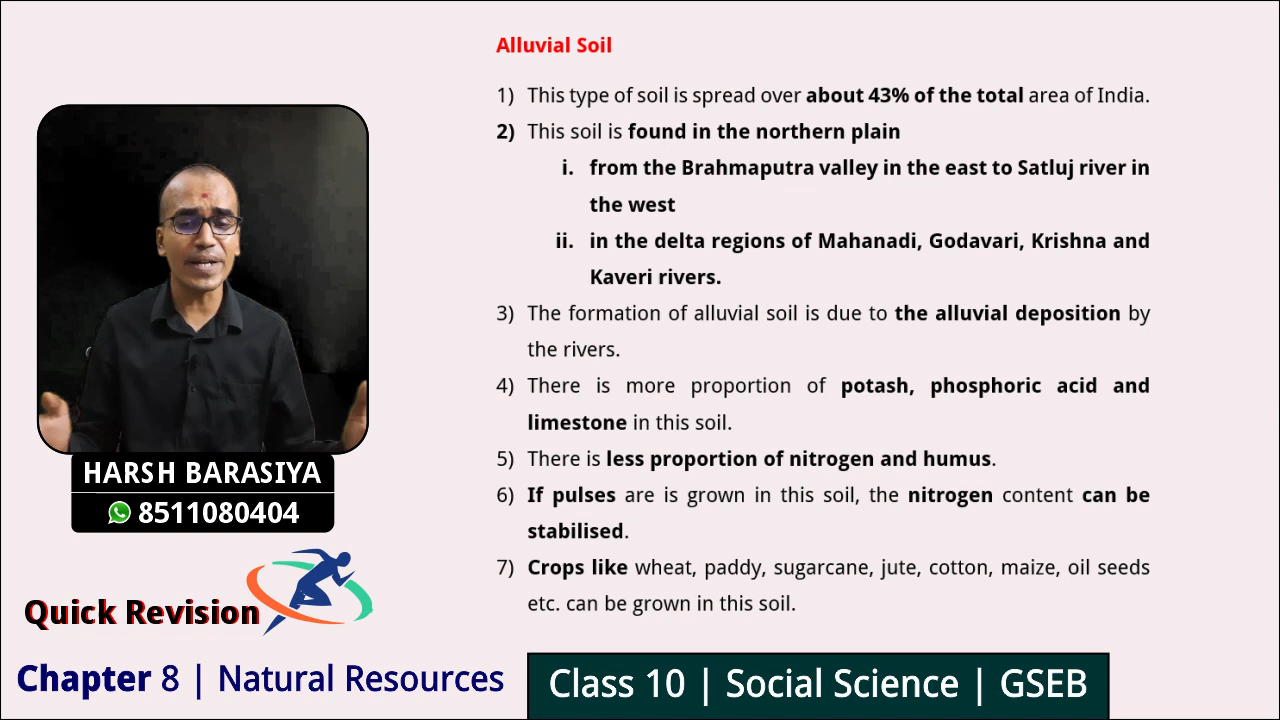 Alluvial Soil
1) This type of soil is spread over about 43% of the total area of India.
2) This soil is found in the northern plain
i. from the Brahmaputra valley in the east to Satluj river in
the west
ii. in the delta regions of Mahanadi, Godavari, Krishna and
Kaveri rivers.
3) The formation of alluvial soil is due to the alluvial deposition by
the rivers.
4) There is more proportion of potash, phosphoric acid and
limestone in this soil.
5) There is less proportion of nitrogen and humus.
6) If pulses are is grown in this soil, the nitrogen content can be
stabilised.
7) Crops like wheat, paddy, sugarcane, jute, cotton, maize, oil seeds
etc. can be grown in this soil.
HARSH BARASIYA
8511080404
Quick Revision
Chapter 8 | Natural Resources
Class 10 | Social Science | GSEB